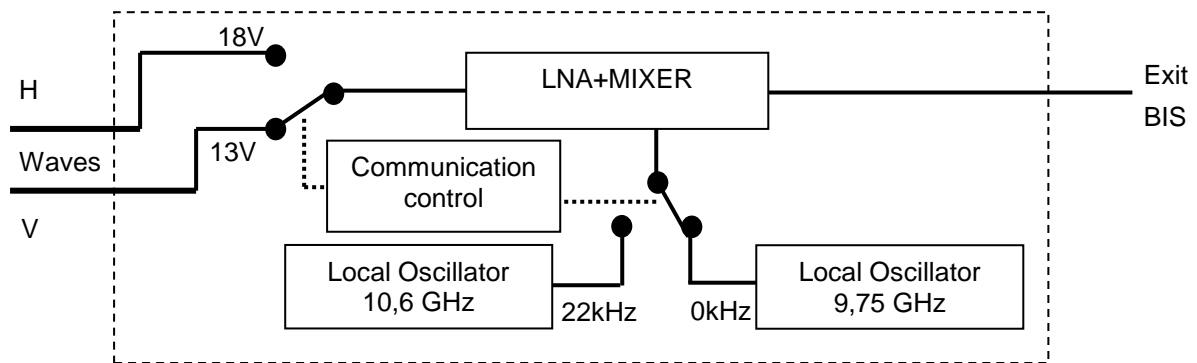 18V
H
LNA+MIXER
Exit
BIS
13V
Waves
Communication
control
V
Local Oscillator
10,6 GHz
22kHz
0kHz
Local Oscillator
9,75 GHz